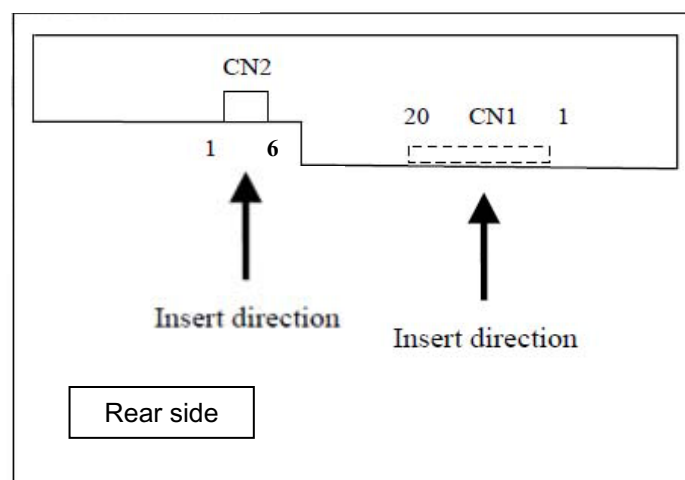 CN2
20 CN1 1
1 6
Insert direction
Insert direction
Rear side